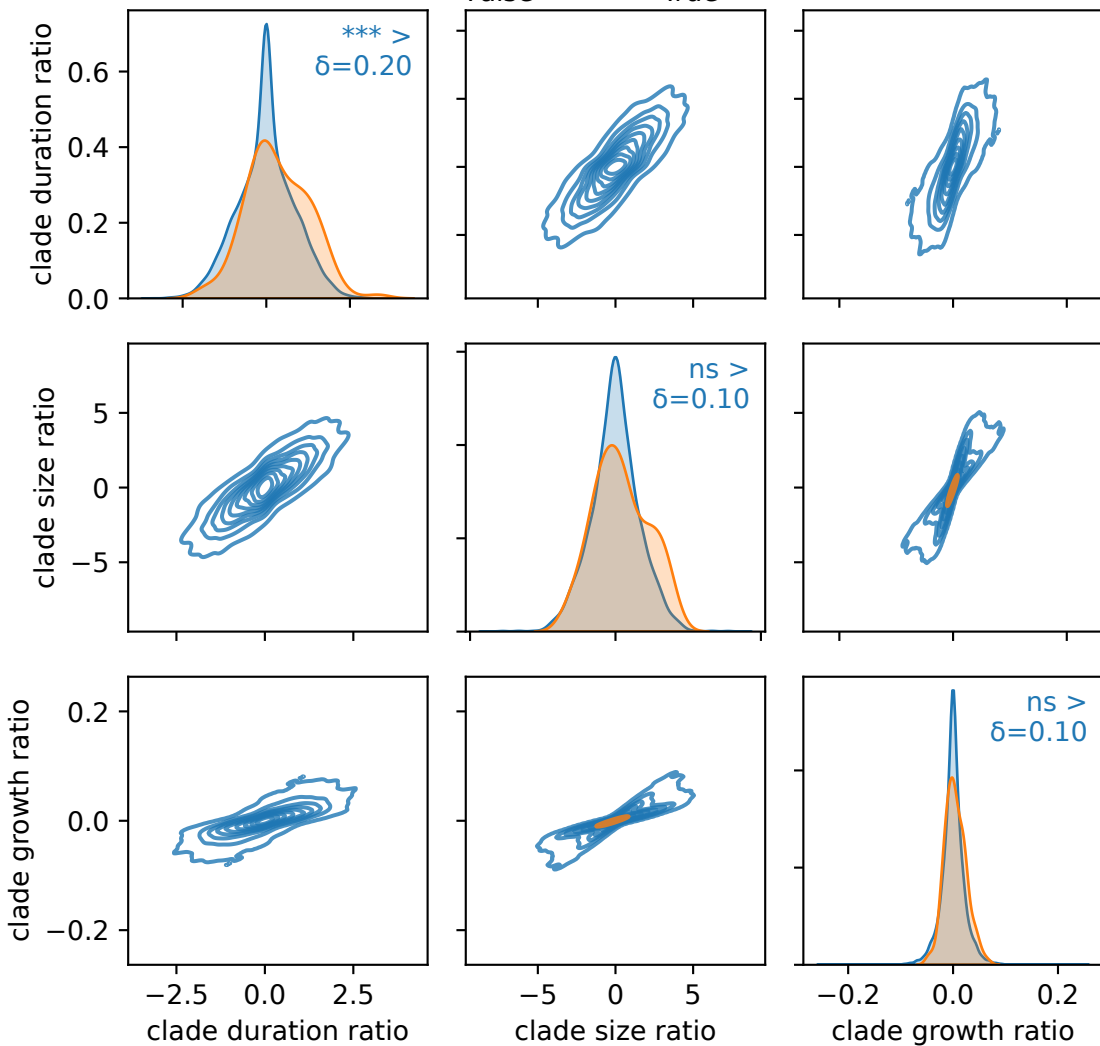 *** >
δ=0.20
clade duration ratio
0.6
0.4
0.2
0.0
ns >
δ=0.10
clade size ratio
5
0
−5
ns >
δ=0.10
clade growth ratio
0.2
0.0
−0.2
−2.5 0.0 2.5 −5 0 5 −0.2 0.0 0.2
clade duration ratio clade size ratio clade growth ratio